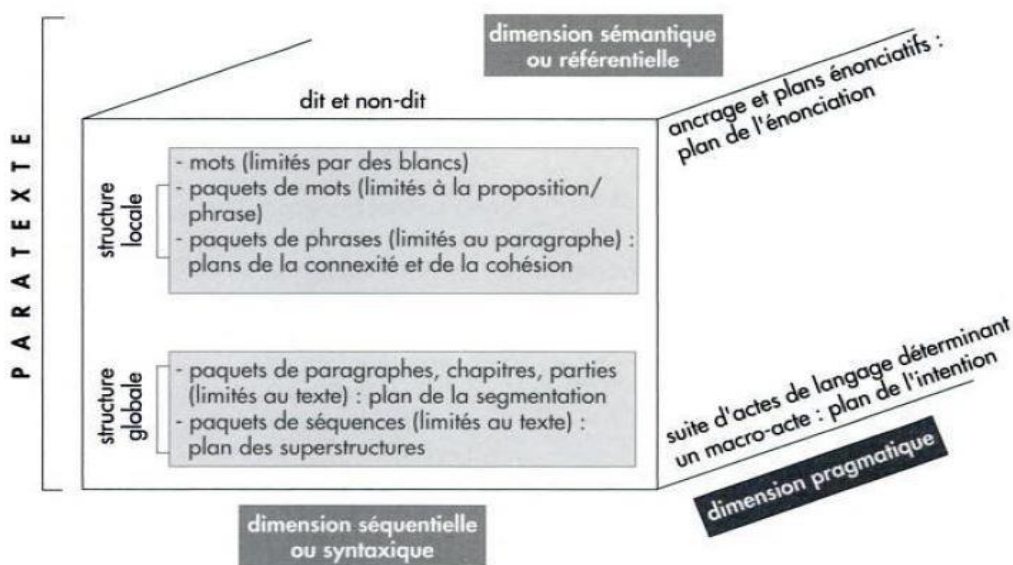 PARATEXTE
dimension sémantique
ou référentielle
dit et non-dit
ancrage et plans énonciatifs :
plan de l'énonciation
structure
locale
- mots (limités par des blancs)
- paquets de mots (limités à la proposition/
phrase)
- paquets de phrases (limités au paragraphe) :
plans de la connexité et de la cohésion
structure
globale
- paquets de paragraphes, chapitres, parties
(limités au texte) : plan de la segmentation
- paquets de séquences (limités au texte) :
plan des superstructures
suite d'actes de langage déterminant
un macro-acte : plan de l'intention
dimension pragmatique
dimension séquentielle
ou syntaxique